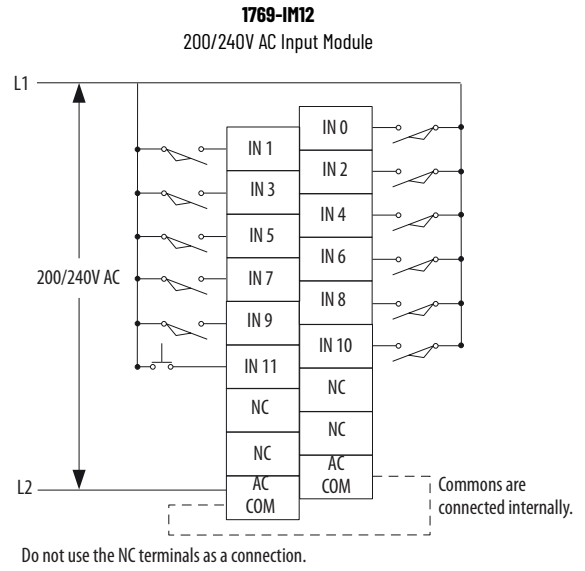 1769-IM12
200/240V AC Input Module
L1
IN 0
IN 1
IN 2
IN 3
IN 4
IN 5
IN 6
IN 7
200/240V AC
IN 8
IN 9
IN 10
IN 11
NC
NC
NC
NC
AC
COM
L2
AC
COM
Commons are
connected internally.
Do not use the NC terminals as a connection.